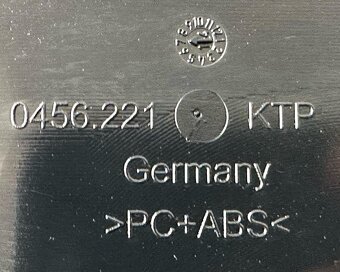 0456.221 KTP
Germany
>PC+ABS<